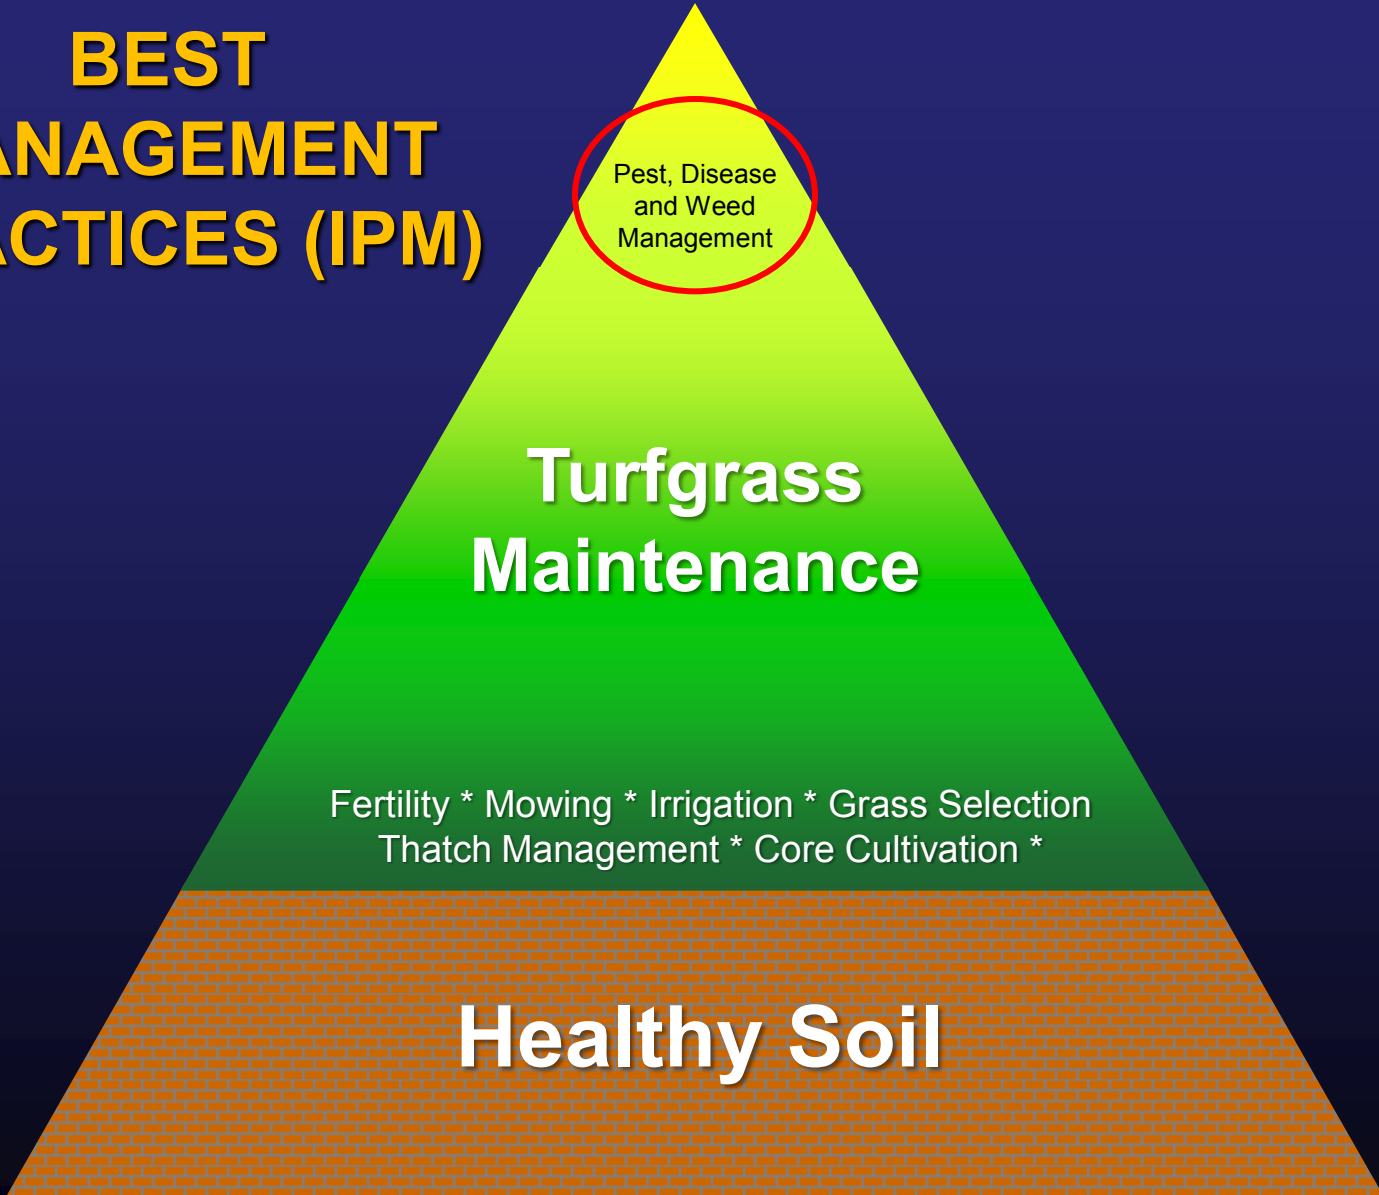 BEST
ANAGEMENT
ACTICES (IPM)
Pest, Disease
and Weed
Management
Turfgrass
Maintenance
Fertility * Mowing * Irrigation * Grass Selection
Thatch Management * Core Cultivation *
Healthy Soil